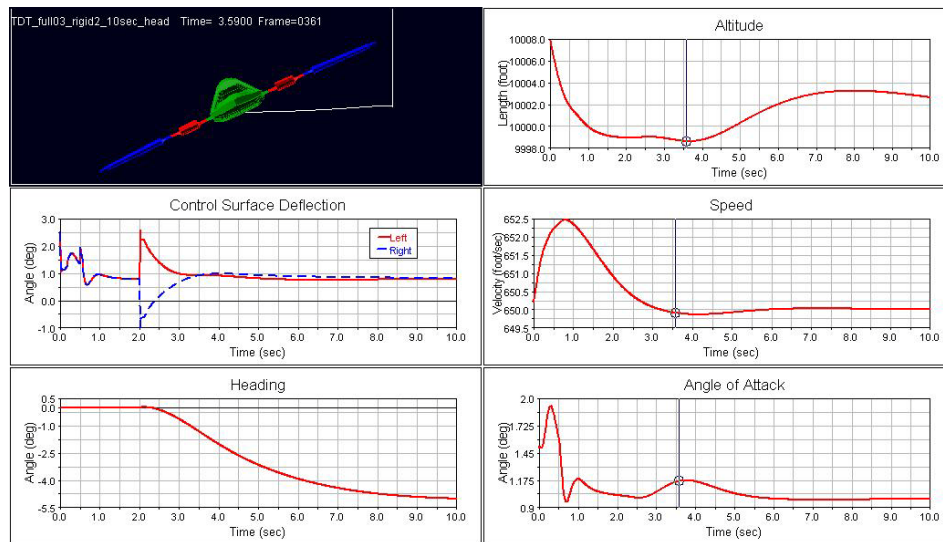 TDT_full03_rigid2_10sec_head Time= 3.5900 Frame=0361
Altitude
Length (foot)
10008.0
10006.0
10004.0
10002.0
10000.0
9998.0
0.0 1.0 2.0 3.0 4.0 5.0 6.0 7.0 8.0 9.0 10.0
Time (sec)
Control Surface Deflection
Angle (deg)
3.0
2.0
1.0
0.0
-1.0
Left
Right
0.0 1.0 2.0 3.0 4.0 5.0 6.0 7.0 8.0 9.0 10.0
Time (sec)
Speed
Velocity (foot/sec)
652.5
652.0
651.0
650.5
650.0
649.5
0.0 1.0 2.0 3.0 4.0 5.0 6.0 7.0 8.0 9.0 10.0
Time (sec)
Heading
Angle (deg)
0.5
0.0
-1.0
-4.0
-5.5
0.0 1.0 2.0 3.0 4.0 5.0 6.0 7.0 8.0 9.0 10.0
Time (sec)
Angle of Attack
Angle (deg)
2.0
1.725
1.45
1.175
0.9
0.0 1.0 2.0 3.0 4.0 5.0 6.0 7.0 8.0 9.0 10.0
Time (sec)